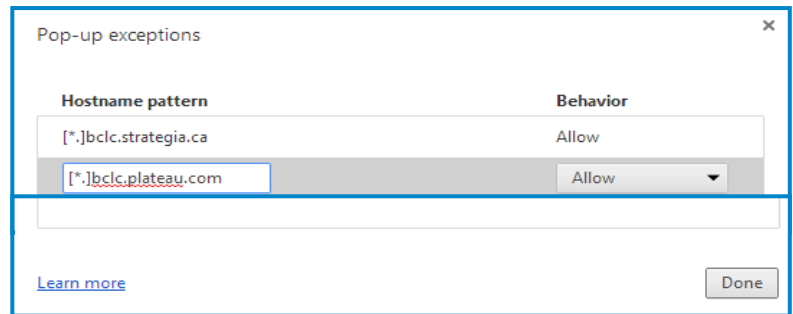 Pop-up exceptions ×
Hostname pattern Behavior
[*.]bclc.strategia.ca Allow
[*.]bclc.plateau.com Allow
Learn more Done